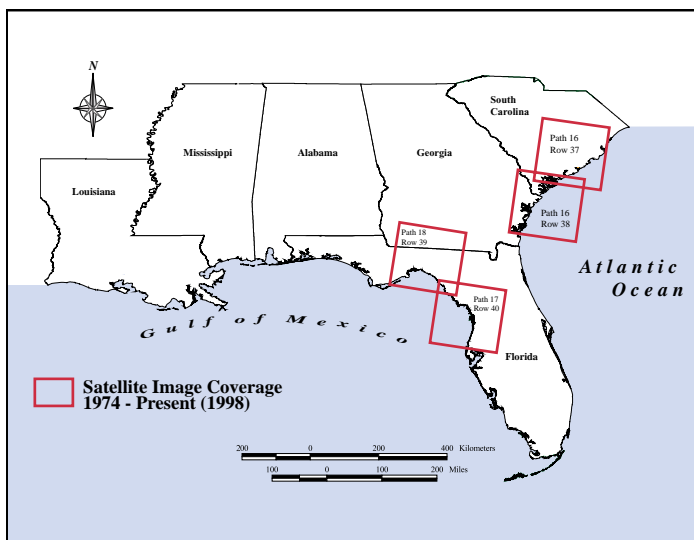 N
South
Carolina
Path 16
Row 37
Mississippi
Alabama
Georgia
Louisiana
Path 16
Row 38
Path 18
Row 39
Atlantic
Ocean
Path 17
Row 40
Gulf of Mexico
Florida
Satellite Image Coverage
1974 - Present (1998)
200 0 200 400 Kilometers
100 0 100 200 Miles